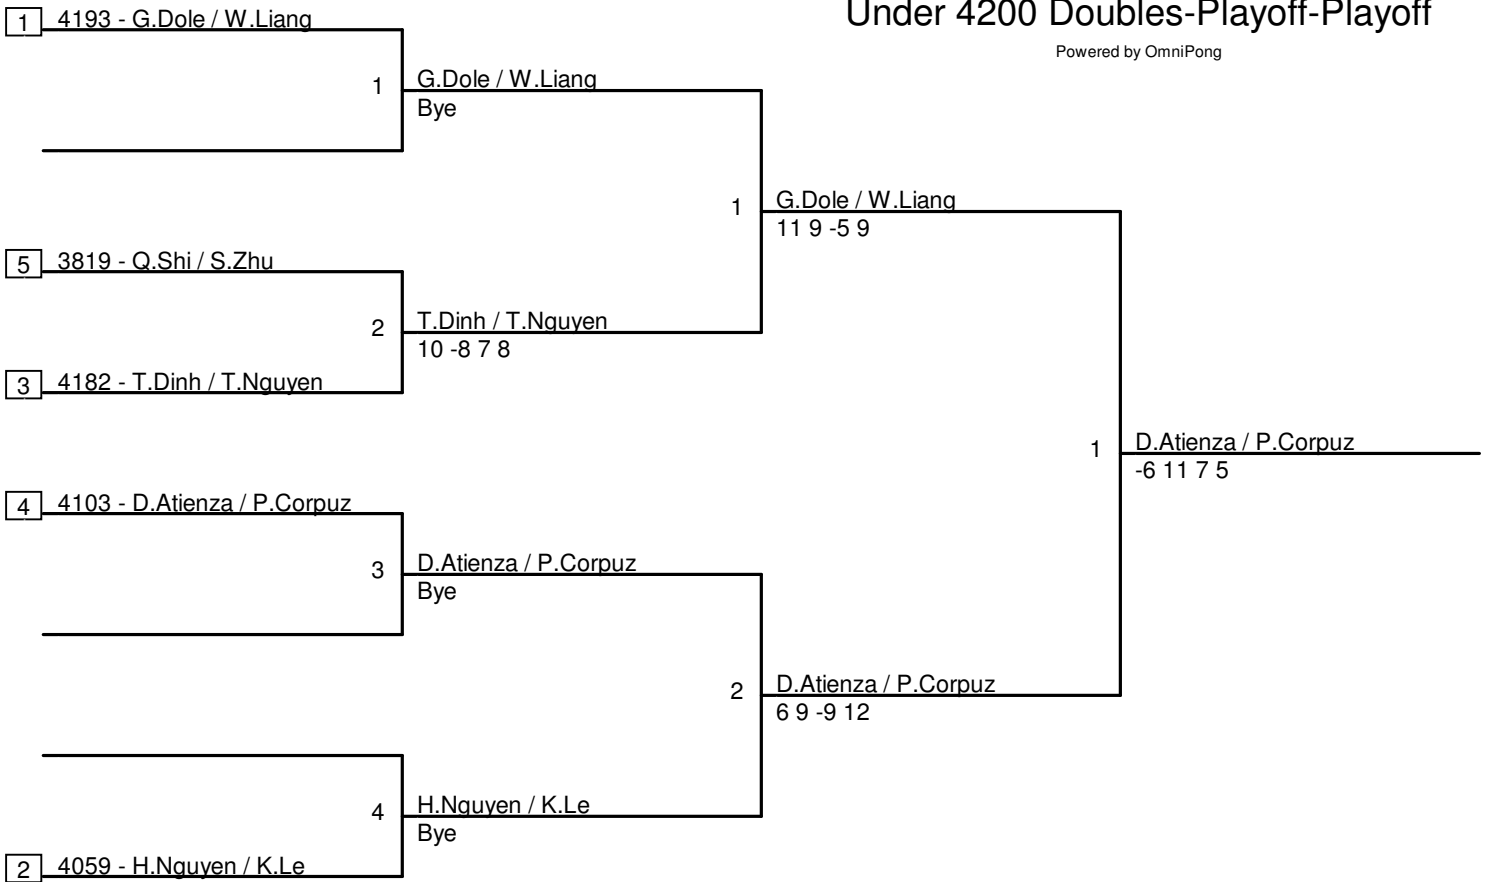 Under 4200 Doubles-Playoff-Playoff
Powered by OmniPong
1 4193 - G.Dole / W.Liang
1 G.Dole / W.Liang
Bye
1 G.Dole / W.Liang
11 9 -5 9
5 3819 - Q.Shi / S.Zhu
2 T.Dinh / T.Nguyen
10 -8 7 8
3 4182 - T.Dinh / T.Nguyen
1 D.Atienza / P.Corpuz
-6 11 7 5
4 4103 - D.Atienza / P.Corpuz
3 D.Atienza / P.Corpuz
Bye
2 D.Atienza / P.Corpuz
6 9 -9 12
4 H.Nguyen / K.Le
Bye
2 4059 - H.Nguyen / K.Le